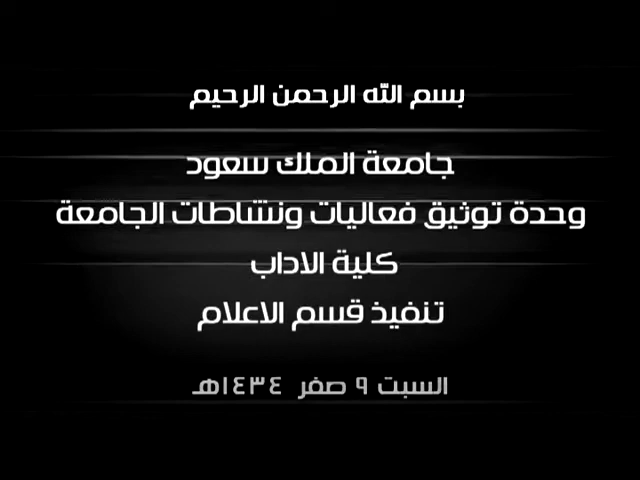 بسم الله الرحمن الرحيم
جامعة الملك سعود
وحدة توثيق فعاليات ونشاطات الجامعة
كلية الاداب
تنفيذ قسم الاعلام
السبت ٩ صفر ١٤٣٤هـ